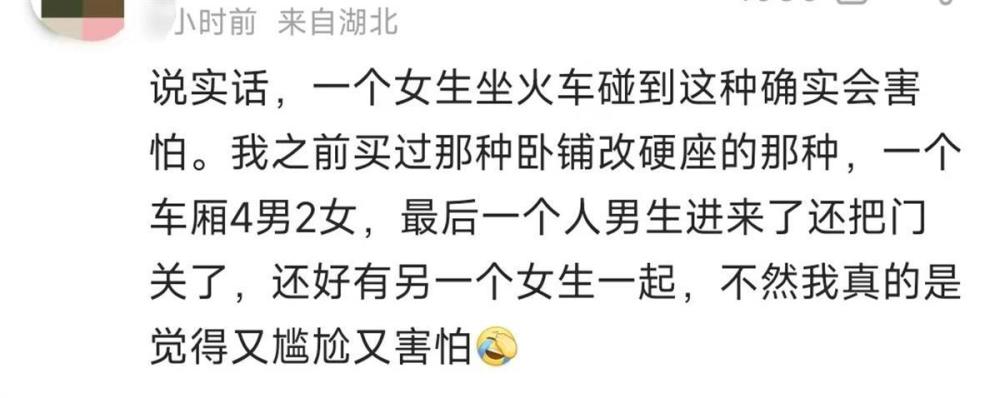 小时前 来自湖北
说实话，一个女生坐火车碰到这种确实会害
怕。我之前买过那种卧铺改硬座的那种，一个
车厢4男2女，最后一个人男生进来了还把门
关了，还好有另一个女生一起，不然我真的是
觉得又尴尬又害怕🤣